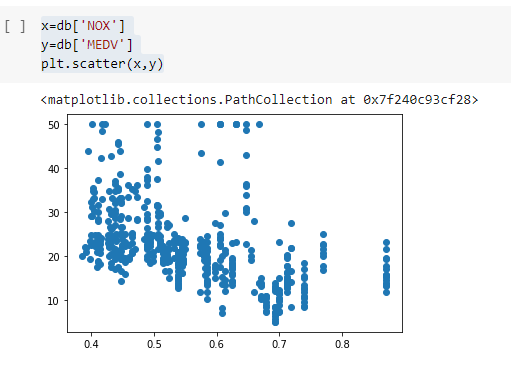 [ ] x=db['NOX']
y=db['MEDV']
plt.scatter(x,y)
<matplotlib.collections.PathCollection at 0x7f240c93cf28>
50
40
30
20
10
0.4 0.5 0.6 0.7 0.8